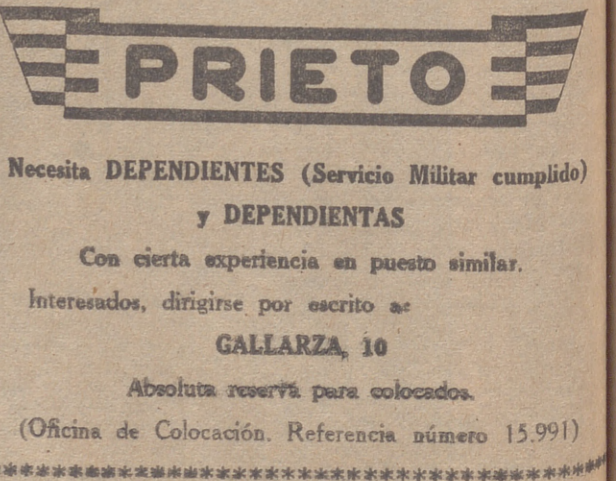 PRIETO
Necesita DEPENDIENTES (Servicio Militar cumplido)
y DEPENDIENTAS
Con cierta experiencia en puesto similar.
Interesados, dirigirse por escrito a:
GALLARZA, 10
Absoluta reserva para colocados.
(Oficina de Colocación. Referencia número 15.991)